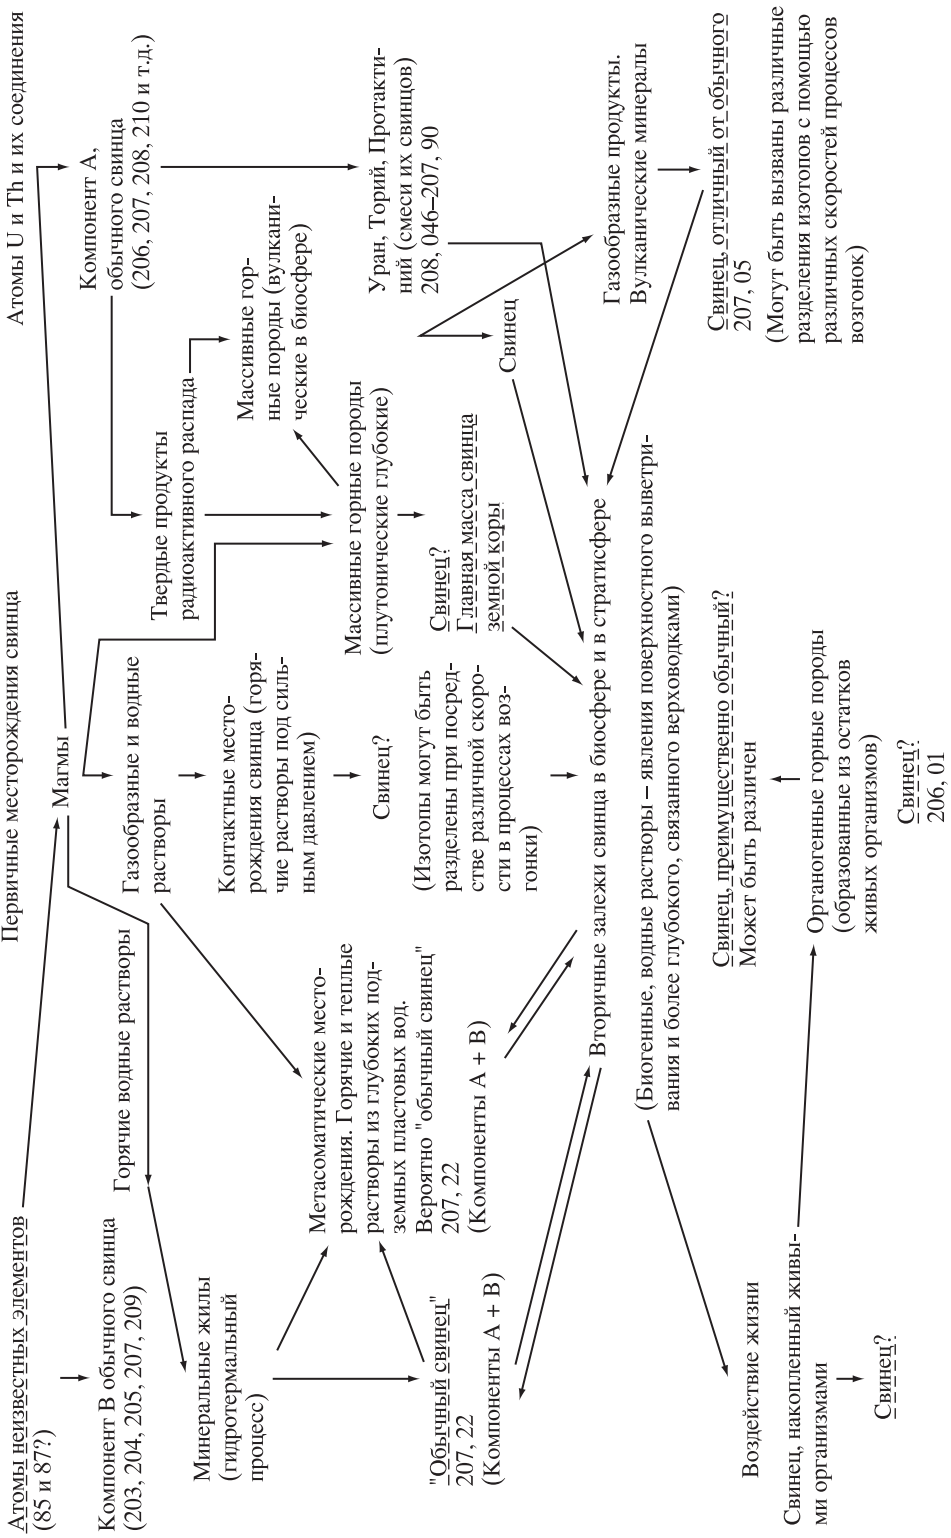 Первичные месторождения свинца
Атомы неизвестных элементов
(85 и 87?)
Магмы
Атомы U и Th и их соединения
Компонент В обычного свинца
(203, 204, 205, 207, 209)
Горячие водные растворы
Газообразные и водные
растворы
Твердые продукты
радиоактивного распада
Компонент А,
обычного свинца
(206, 207, 208, 210 и т.д.)
Минеральные жилы
(гидротермальный
процесс)
Контактные место-
рождения свинца (горя-
чие растворы под силь-
ным давлением)
Массивные гор-
ные породы (вулкани-
ческие в биосфере)
Метасоматические место-
рождения. Горячие и теплые
растворы из глубоких под-
земных пластовых вод.
Вероятно "обычный свинец"
207, 22
(Компоненты А + В)
Свинец?
Массивные горные породы
(плутонические глубокие)
Уран, Торий, Протакти-
ний (смеси их свинцов)
208, 046–207, 90
"Обычный свинец"
207, 22
(Компоненты А + В)
(Изотопы могут быть
разделены при посред-
стве различной скоро-
сти в процессах воз-
гонки)
Свинец?
Главная масса свинца
земной коры
Свинец
Газообразные продукты.
Вулканические минералы
Вторичные залежи свинца в биосфере и в стратисфере
(Биогенные, водные растворы – явления поверхностного выветри-
вания и более глубокого, связанного верховодками)
Свинец, отличный от обычного
207, 05
(Могут быть вызваны различные
разделения изотопов с помощью
различных скоростей процессов
возгонок)
Воздействие жизни
Свинец, преимущественно обычный?
Может быть различен
Свинец, накопленный живы-
ми организмами
Органогенные горные породы
(образованные из остатков
живых организмов)
Свинец?
Свинец?
206, 01